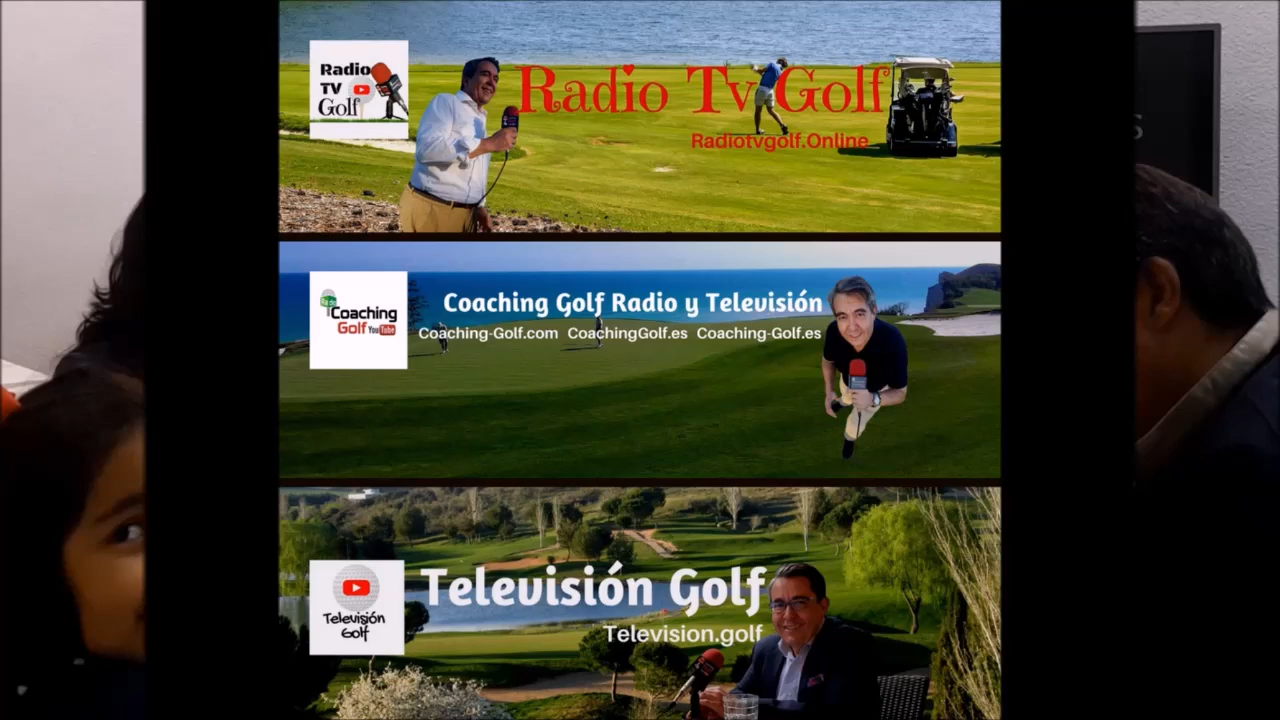 Radio
TV
Golf
Radio Tv Golf
Radiotvgolf.Online
Coaching
Golf YouTube
Coaching Golf Radio y Televisión
Coaching-Golf.com CoachingGolf.es Coaching-Golf.es
Televisión
Golf
Televisión Golf
Television.golf
S